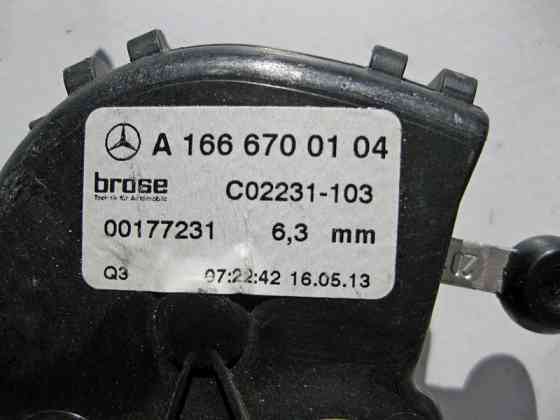 A 166 670 01 04
brose C02231-103
Technik für Automobile
00177231 6,3 mm
Q3 07:22:42 16.05.13